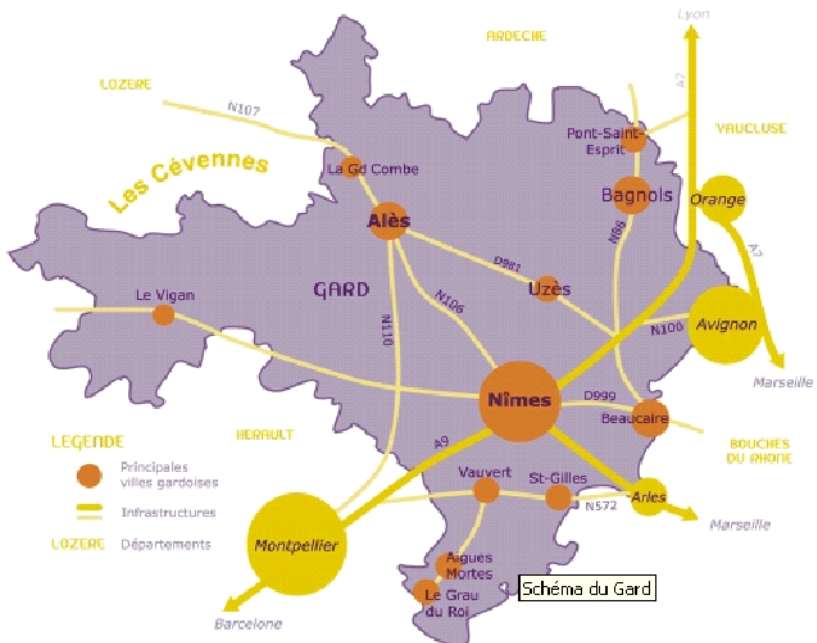 Lyon
ARDECHE
A7
LOZERE
N107
VAUCLUSE
Pont-Saint-
Esprit
Les Cévennes
La Gd Combe
Bagnols
Orange
Alès
N86
A7
D981
GARD
Uzès
Le Vigan
N106
N110
N100
Avignon
Marseille
Nîmes
D999
Beaucaire
LEGENDE
HERAULT
A9
BOUCHES
DU RHONE
Principales
villes gardoises
Vauvert
St-Gilles
Arles
Infrastructures
N572
Marseille
LOZERE Départements
Montpellier
Aigues
Mortes
Schéma du Gard
Le Grau
du Roi
Barcelone